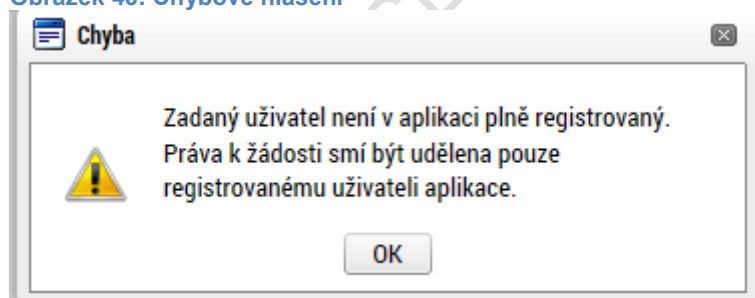 Obrázek 40: Chybové hlášení
Chyba
Zadaný uživatel není v aplikaci plně registrovaný.
Práva k žádosti smí být udělena pouze
registrovanému uživateli aplikace.
OK